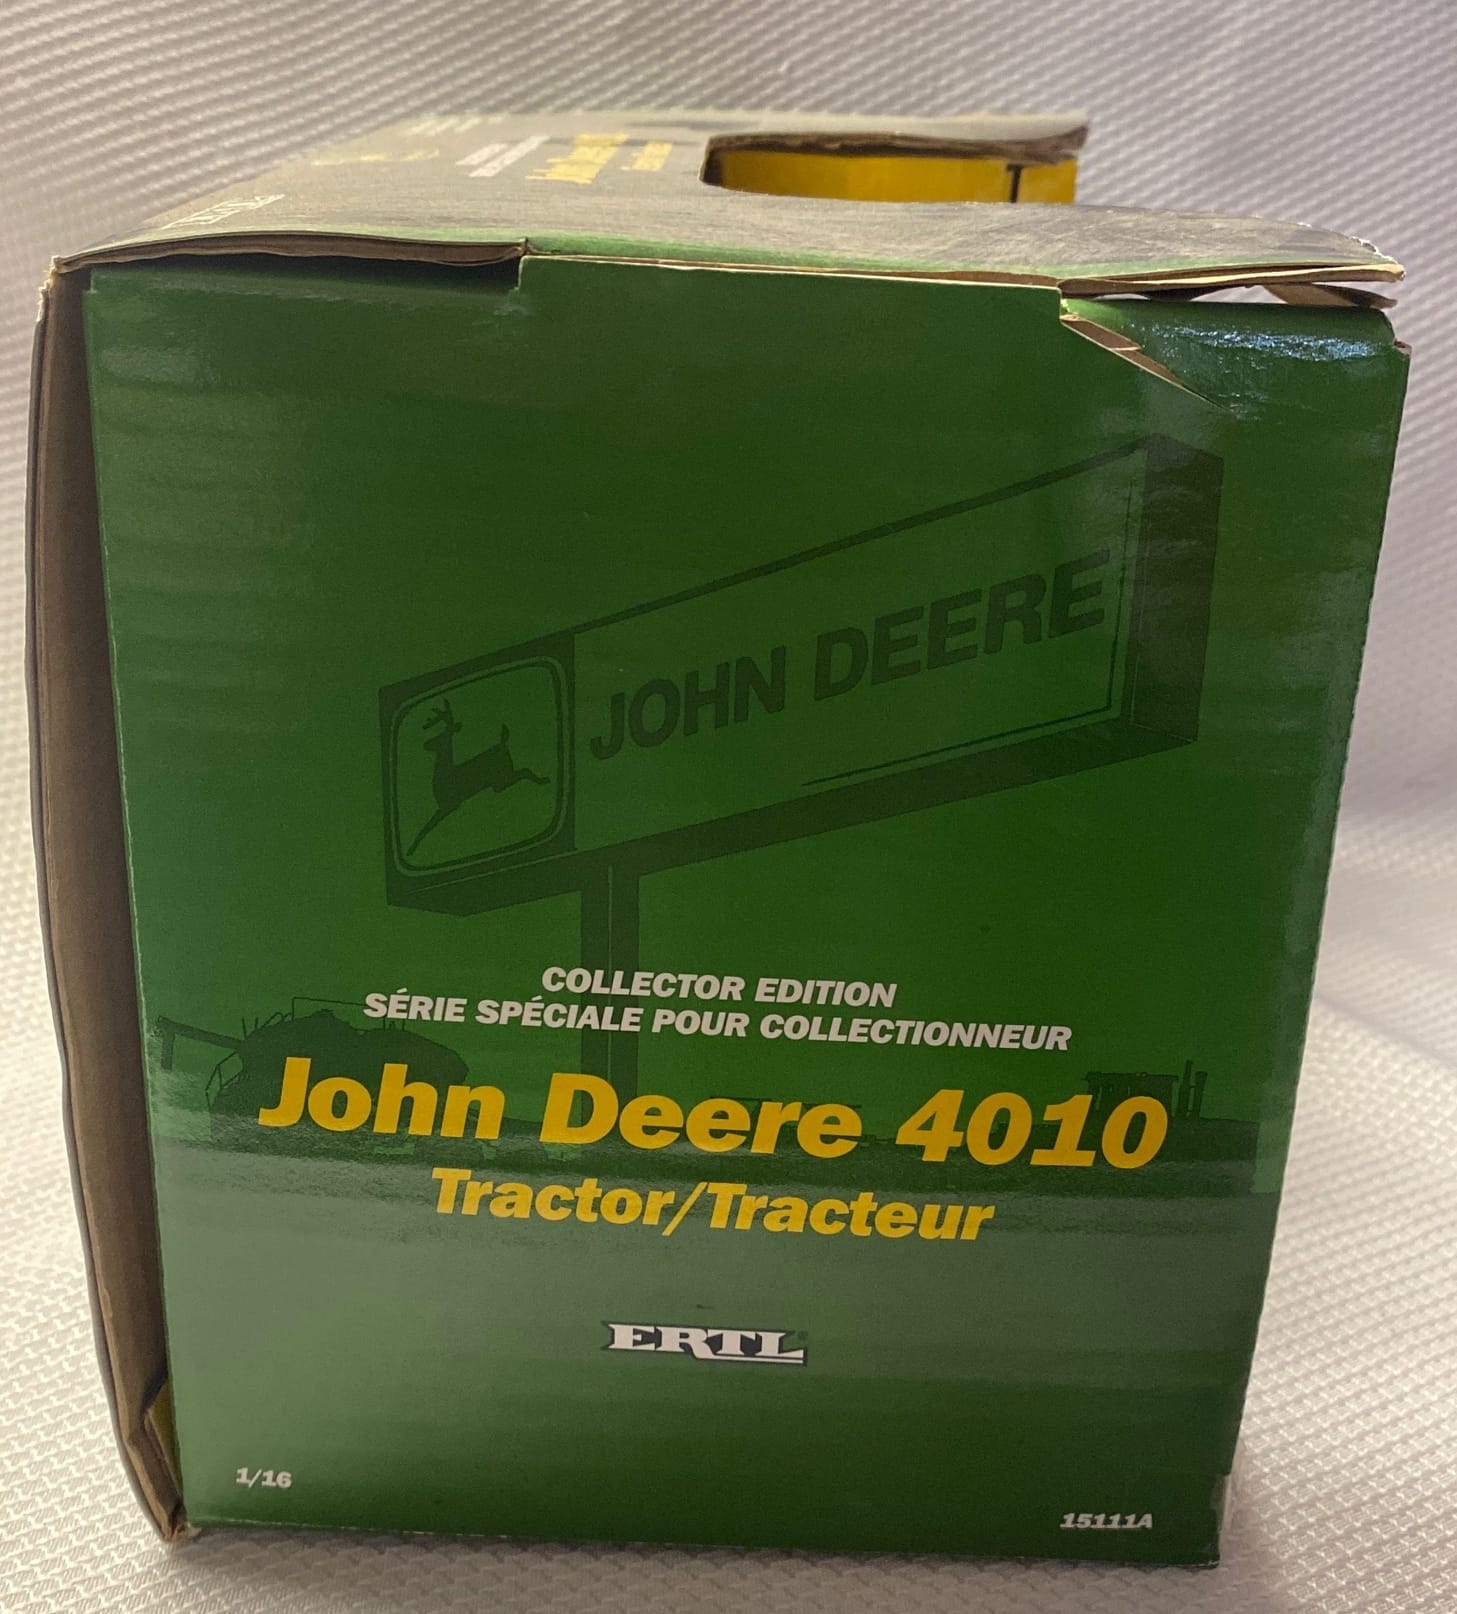 JOHN DEERE
COLLECTOR EDITION
SÉRIE SPÉCIALE POUR COLLECTIONNEUR
John Deere 4010
Tractor/Tracteur
ERTL
1/16
15111A